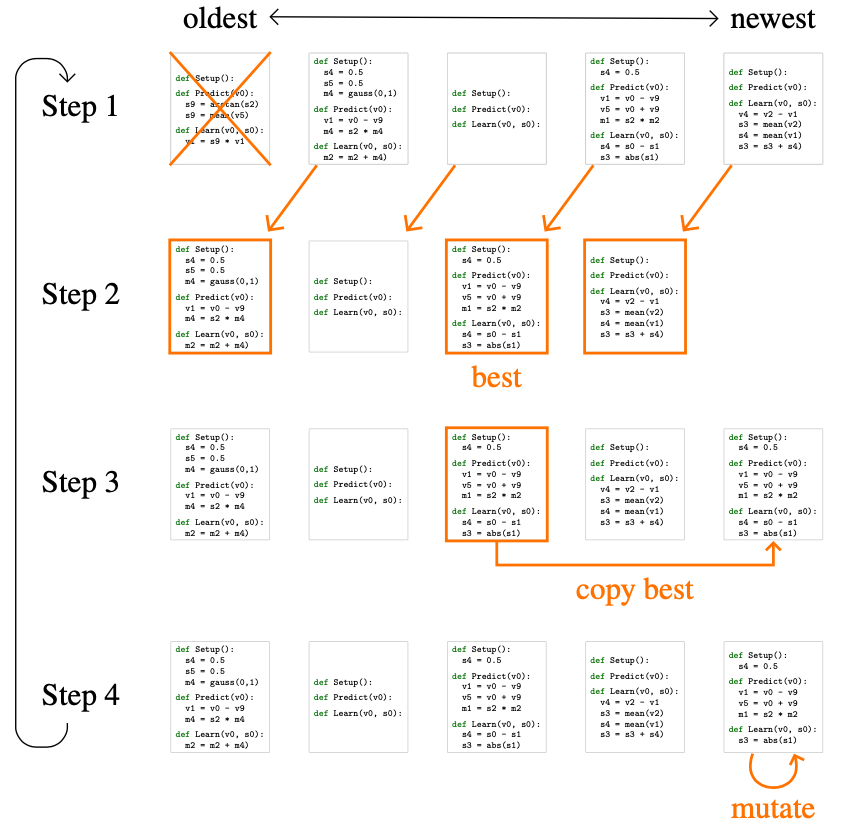 oldest newest
Step 1
def Setup():
def Predict(v0):
s9 = arctan(s2)
s9 = mean(v5)
def Learn(v0, s0):
v1 = s9 * v1
def Setup():
s4 = 0.5
s5 = 0.5
m4 = gauss(0,1)
def Predict(v0):
v1 = v0 - v9
m4 = s2 * m4
def Learn(v0, s0):
m2 = m2 + m4)
def Setup():
def Predict(v0):
def Learn(v0, s0):
def Setup():
s4 = 0.5
def Predict(v0):
v1 = v0 - v9
v5 = v0 + v9
m1 = s2 * m2
def Learn(v0, s0):
s4 = s0 - s1
s3 = abs(s1)
def Setup():
def Predict(v0):
def Learn(v0, s0):
v4 = v2 - v1
s3 = mean(v2)
s4 = mean(v1)
s3 = s3 + s4)
Step 2
def Setup():
s4 = 0.5
s5 = 0.5
m4 = gauss(0,1)
def Predict(v0):
v1 = v0 - v9
m4 = s2 * m4
def Learn(v0, s0):
m2 = m2 + m4)
def Setup():
def Predict(v0):
def Learn(v0, s0):
def Setup():
s4 = 0.5
def Predict(v0):
v1 = v0 - v9
v5 = v0 + v9
m1 = s2 * m2
def Learn(v0, s0):
s4 = s0 - s1
s3 = abs(s1)
def Setup():
def Predict(v0):
def Learn(v0, s0):
v4 = v2 - v1
s3 = mean(v2)
s4 = mean(v1)
s3 = s3 + s4)
best
Step 3
def Setup():
s4 = 0.5
s5 = 0.5
m4 = gauss(0,1)
def Predict(v0):
v1 = v0 - v9
m4 = s2 * m4
def Learn(v0, s0):
m2 = m2 + m4)
def Setup():
def Predict(v0):
def Learn(v0, s0):
def Setup():
s4 = 0.5
def Predict(v0):
v1 = v0 - v9
v5 = v0 + v9
m1 = s2 * m2
def Learn(v0, s0):
s4 = s0 - s1
s3 = abs(s1)
def Setup():
def Predict(v0):
def Learn(v0, s0):
v4 = v2 - v1
s3 = mean(v2)
s4 = mean(v1)
s3 = s3 + s4)
def Setup():
s4 = 0.5
def Predict(v0):
v1 = v0 - v9
v5 = v0 + v9
m1 = s2 * m2
def Learn(v0, s0):
s4 = s0 - s1
s3 = abs(s1)
copy best
Step 4
def Setup():
s4 = 0.5
s5 = 0.5
m4 = gauss(0,1)
def Predict(v0):
v1 = v0 - v9
m4 = s2 * m4
def Learn(v0, s0):
m2 = m2 + m4)
def Setup():
def Predict(v0):
def Learn(v0, s0):
def Setup():
s4 = 0.5
def Predict(v0):
v1 = v0 - v9
v5 = v0 + v9
m1 = s2 * m2
def Learn(v0, s0):
s4 = s0 - s1
s3 = abs(s1)
def Setup():
def Predict(v0):
def Learn(v0, s0):
v4 = v2 - v1
s3 = mean(v2)
s4 = mean(v1)
s3 = s3 + s4)
def Setup():
s4 = 0.5
def Predict(v0):
v1 = v0 - v9
v5 = v0 + v9
m1 = s2 * m2
def Learn(v0, s0):
s3 = abs(s1)
mutate